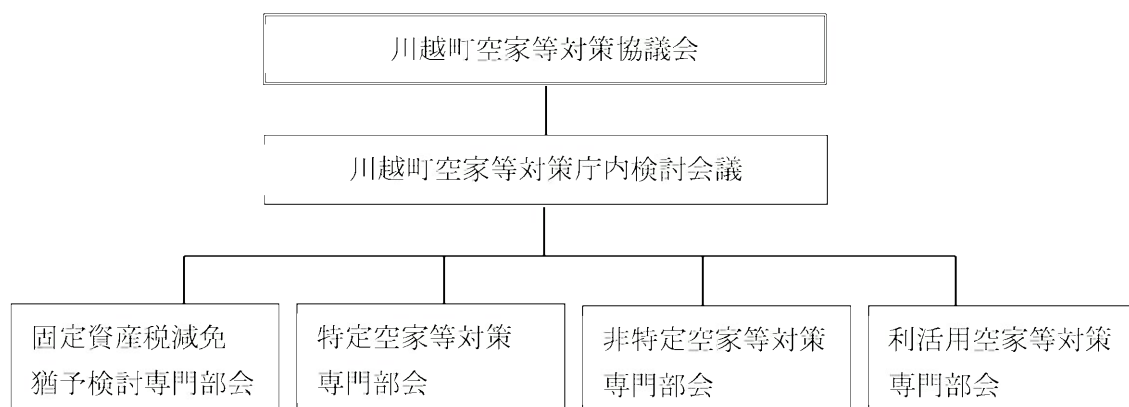 川越町空家等対策協議会
川越町空家等対策庁内検討会議
固定資産税減免
猶予検討専門部会
特定空家等対策
専門部会
非特定空家等対策
専門部会
利活用空家等対策
専門部会